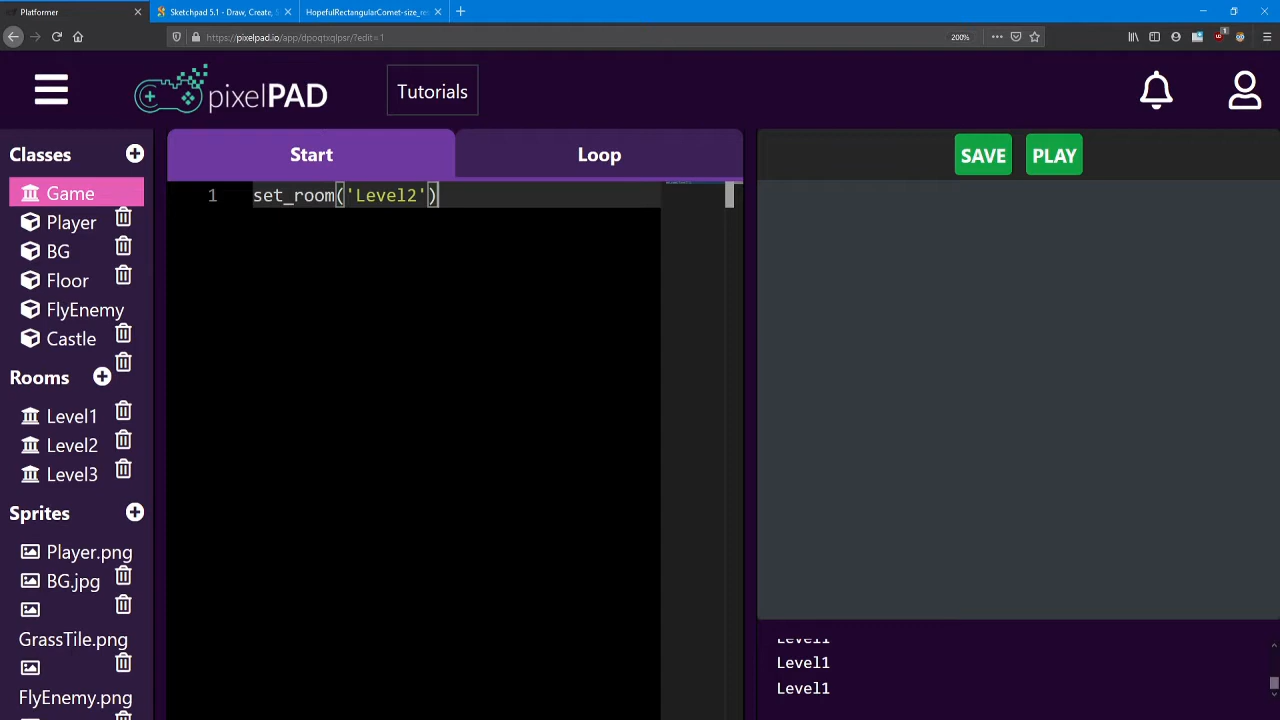 Platformer
Sketchpad 5.1 - Draw, Create, S
HopefulRectangularComet-size_re
https://pixelpad.io/app/dpoqtxqlpsr/?edit=1
200%
pixelPAD
Tutorials
Classes
Start
Loop
SAVE
PLAY
Game
1
set_room('Level2')
Player
BG
Floor
FlyEnemy
Castle
Rooms
Level1
Level2
Level3
Sprites
Player.png
BG.jpg
GrassTile.png
FlyEnemy.png
Level1
Level1
Level1